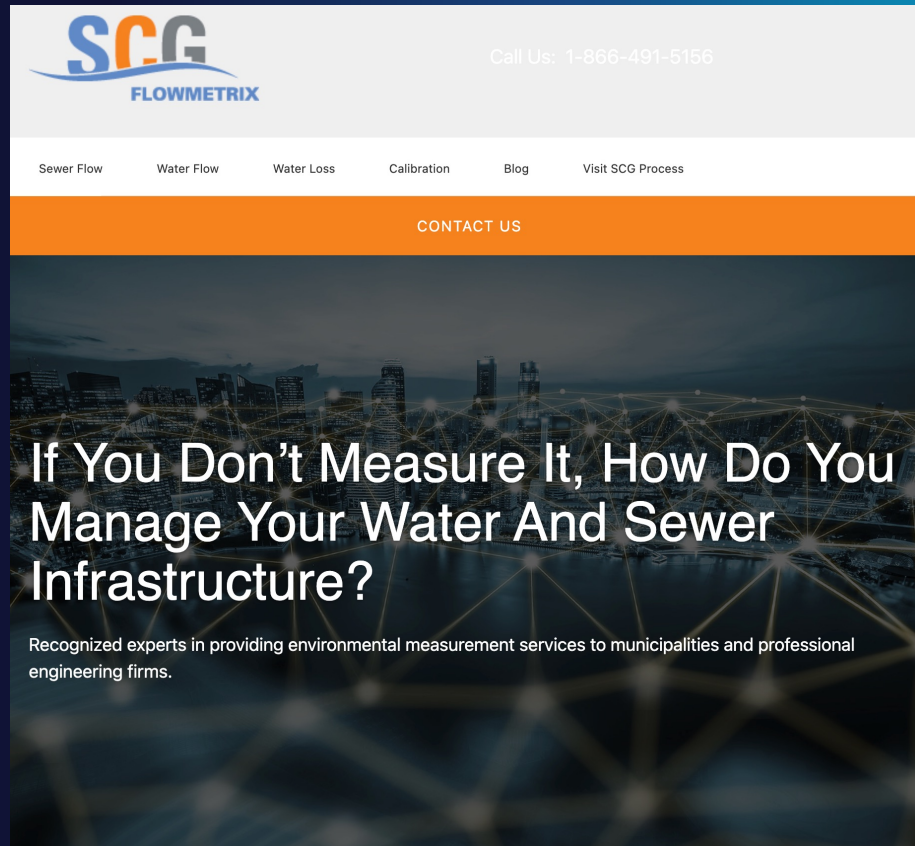 SCG
FLOWMETRIX
Call Us: 1-866-491-5156
Sewer Flow
Water Flow
Water Loss
Calibration
Blog
Visit SCG Process
CONTACT US
If You Don’t Measure It, How Do You
Manage Your Water And Sewer
Infrastructure?
Recognized experts in providing environmental measurement services to municipalities and professional
engineering firms.